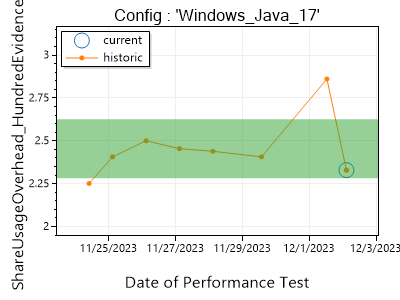 Config : 'Windows_Java_17'
current
historic
ShareUsageOverhead_HundredEvidence
3
2.75
2.5
2.25
2
11/25/2023
11/27/2023
11/29/2023
12/1/2023
12/3/2023
Date of Performance Test